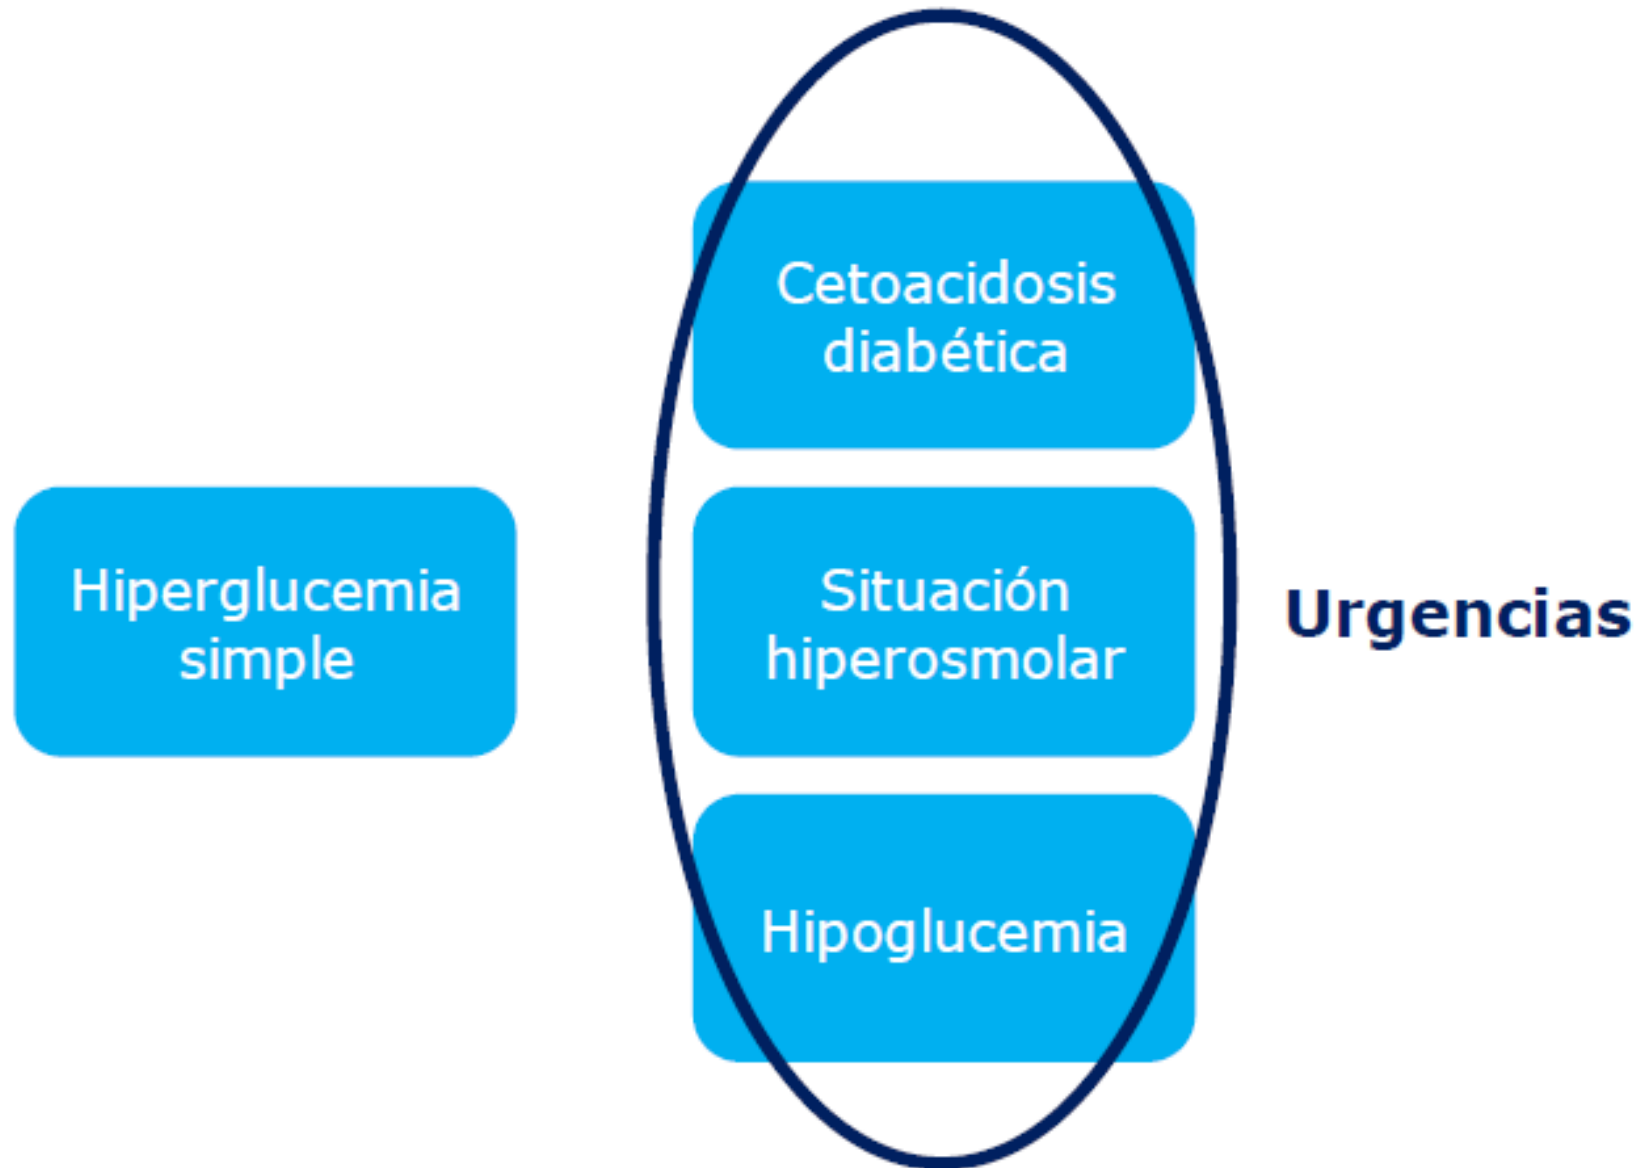 Cetoacidosis
diabética
Hiperglucemia
simple
Situación
hiperosmolar
Urgencias
Hipoglucemia